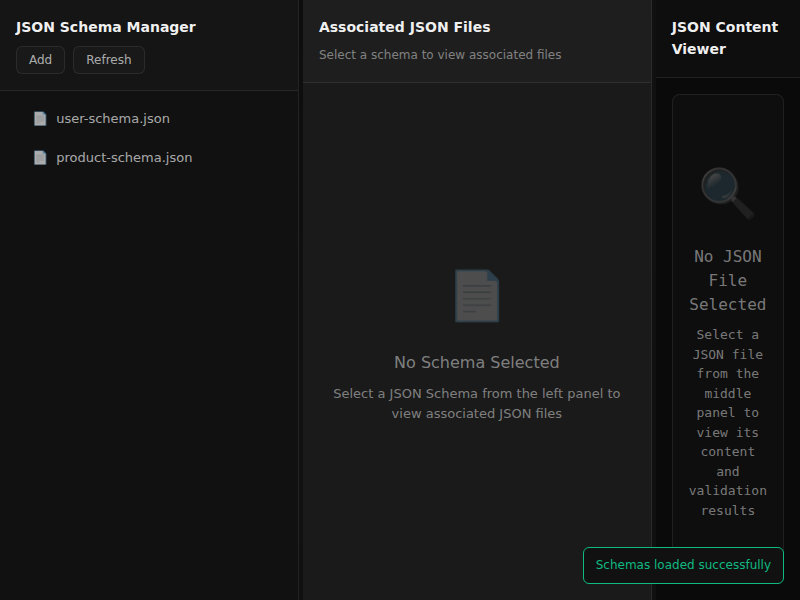 JSON Schema Manager
Add
Refresh
user-schema.json
product-schema.json
Associated JSON Files
Select a schema to view associated files
No Schema Selected
Select a JSON Schema from the left panel to
view associated JSON files
JSON Content
Viewer
No JSON
File
Selected
Select a
JSON file
from the
middle
panel to
view its
content
and
validation
results
Schemas loaded successfully